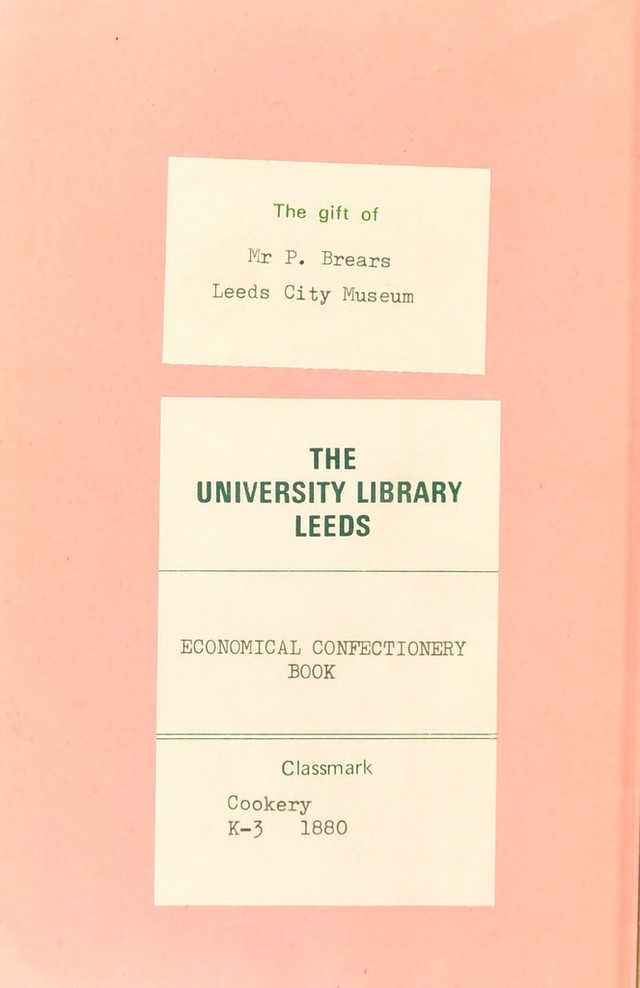 The gift of
Mr P. Brears
Leeds City Museum
THE
UNIVERSITY LIBRARY
LEEDS
ECONOMICAL CONFECTIONERY
BOOK
Classmark
Cookery
K-3 1880